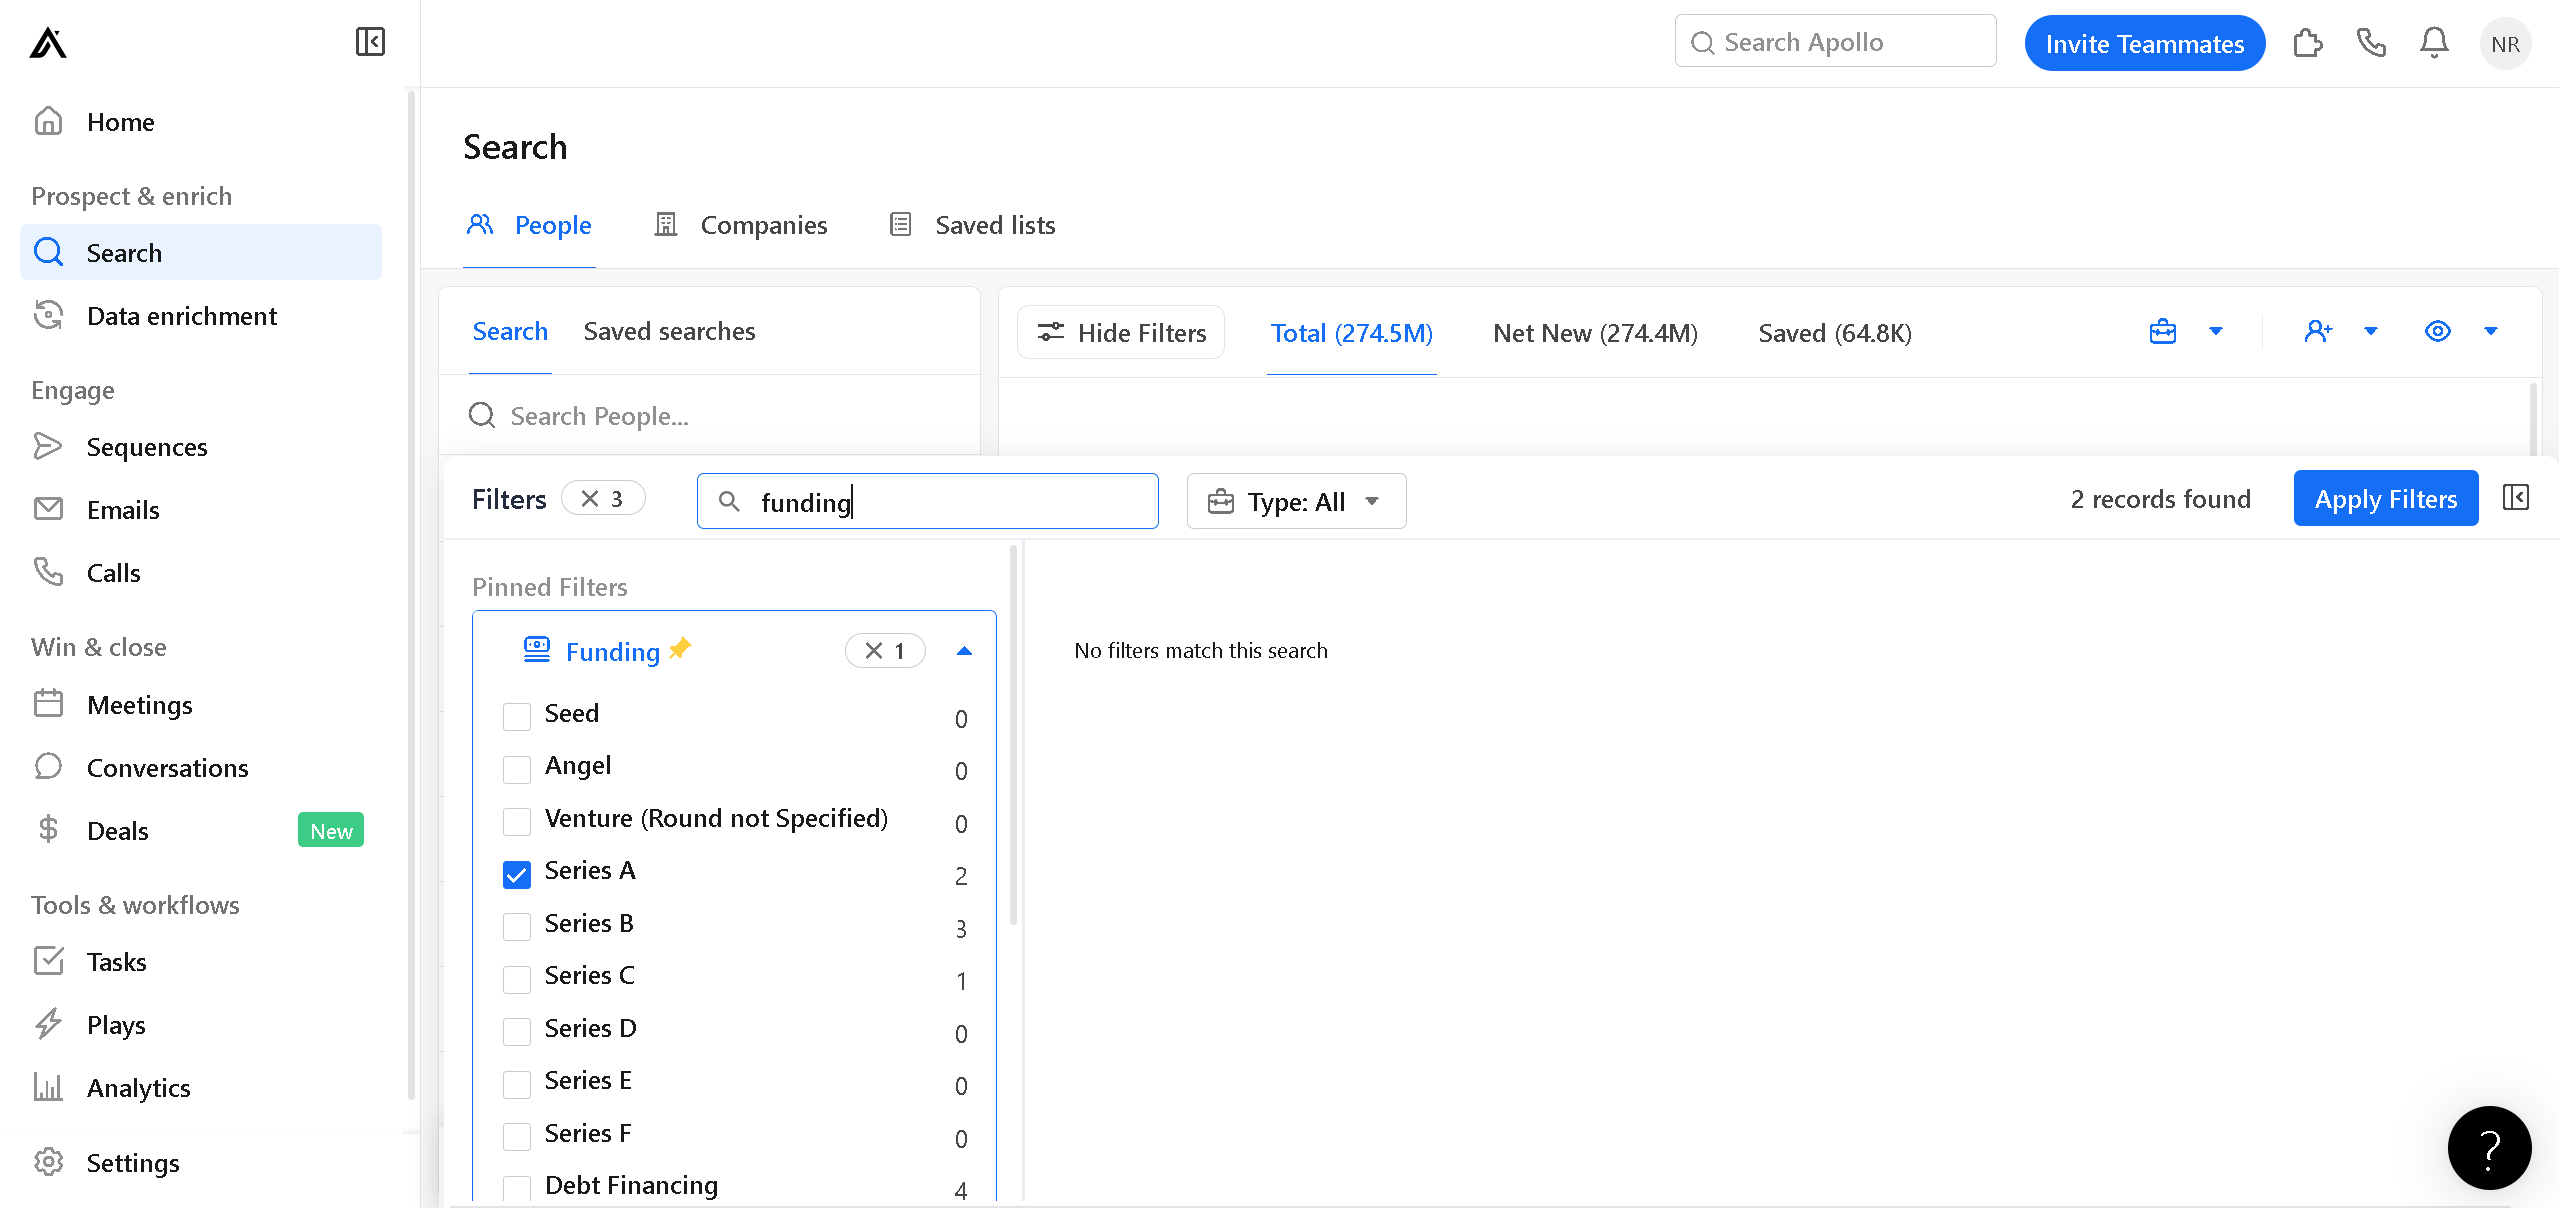 Search Apollo
Invite Teammates
NR
Home
Prospect & enrich
Search
Data enrichment
Engage
Sequences
Emails
Calls
Win & close
Meetings
Conversations
Deals New
Tools & workflows
Tasks
Plays
Analytics
Settings
Search
People Companies Saved lists
Search Saved searches
Search People...
Hide Filters Total (274.5M) Net New (274.4M) Saved (64.8K)
Filters 3 funding Type: All 2 records found Apply Filters
Pinned Filters
Funding 1
Seed 0
Angel 0
Venture (Round not Specified) 0
Series A 2
Series B 3
Series C 1
Series D 0
Series E 0
Series F 0
Debt Financing 4
No filters match this search
?